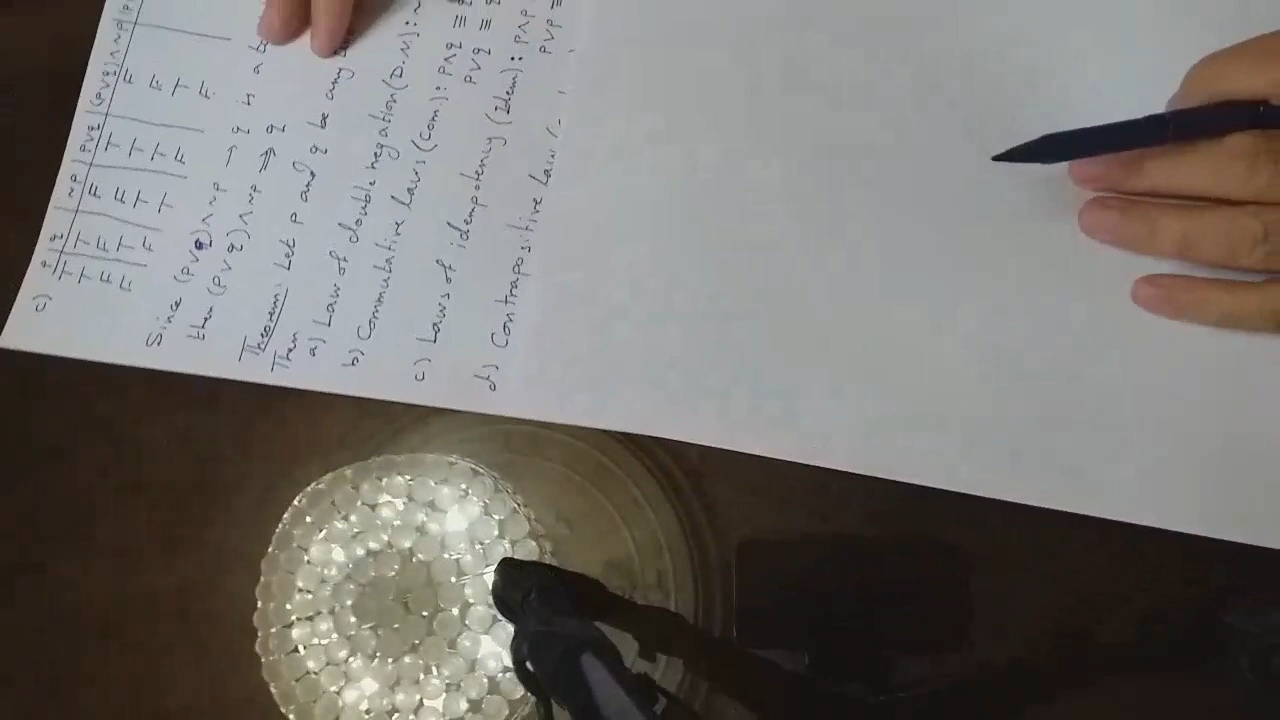 c) p | q | ~p | p∨q | (p∨q)∧~p
T | T | F | T | F
T | F | F | T | F
F | T | T | T | T
F | F | T | F | F
Since (p∨q)∧~p → q is a
then (p∨q)∧~p ⇒ q
Theorem: Let p and q be any
Then
a) Law of double negation (D.N.): ~
b) Commutative Laws (Com.): p∧q ≡
p∨q ≡
c) Laws of idempotency (Idem): p∧p
p∨p ≡
d) Contrapositive Law (